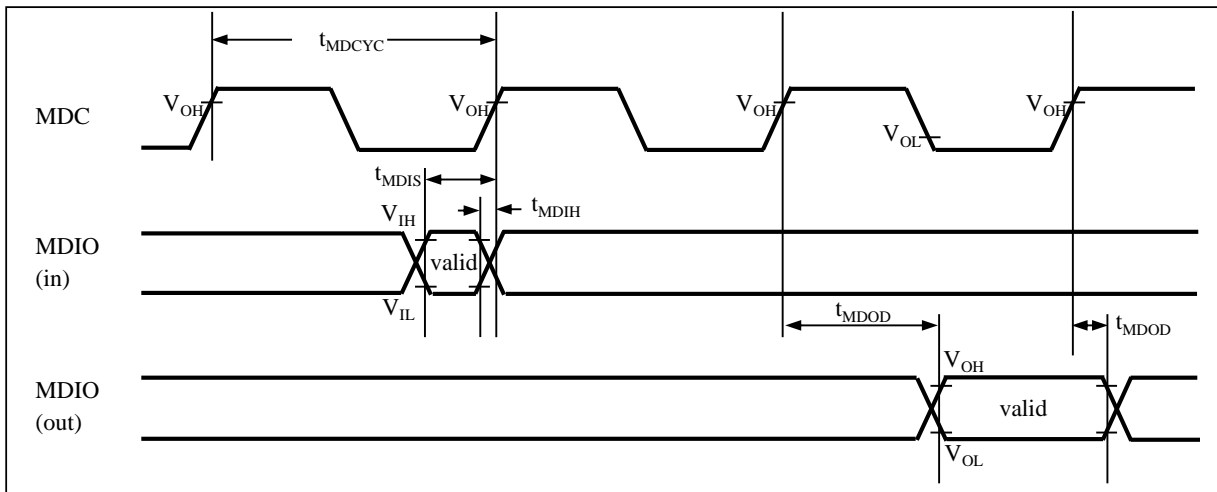 tMDCYC
MDC
VOH
VOH
VOH
VOL
VOH
tMDIS
VIH
tMDIH
MDIO
(in)
valid
VIL
tMDOD
tMDOD
VOH
MDIO
(out)
valid
VOL